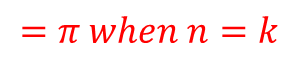 = π when n = k